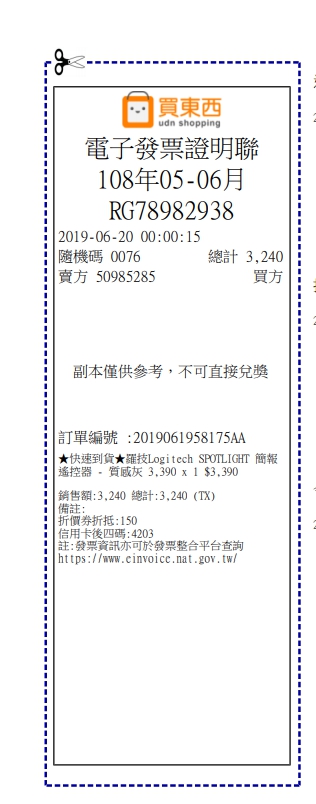 買東西
udn shopping
電子發票證明聯
108年05-06月
RG78982938
2019-06-20 00:00:15
隨機碼 0076 總計 3,240
賣方 50985285 買方
副本僅供參考，不可直接兌獎
訂單編號 :2019061958175AA
★快速到貨★羅技Logitech SPOTLIGHT 簡報
遙控器 - 質感灰 3,390 x 1 $3,390
銷售額:3,240 總計:3,240 (TX)
備註:
折價券折抵:150
信用卡後四碼:4203
註:發票資訊亦可於發票整合平台查詢
https://www.einvoice.nat.gov.tw/